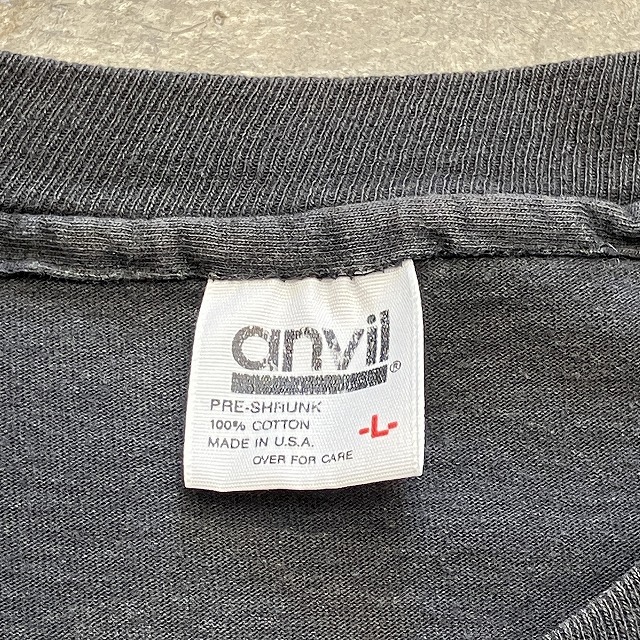 anvil®
PRE-SHRUNK
100% COTTON
MADE IN U.S.A.
-L-
OVER FOR CARE